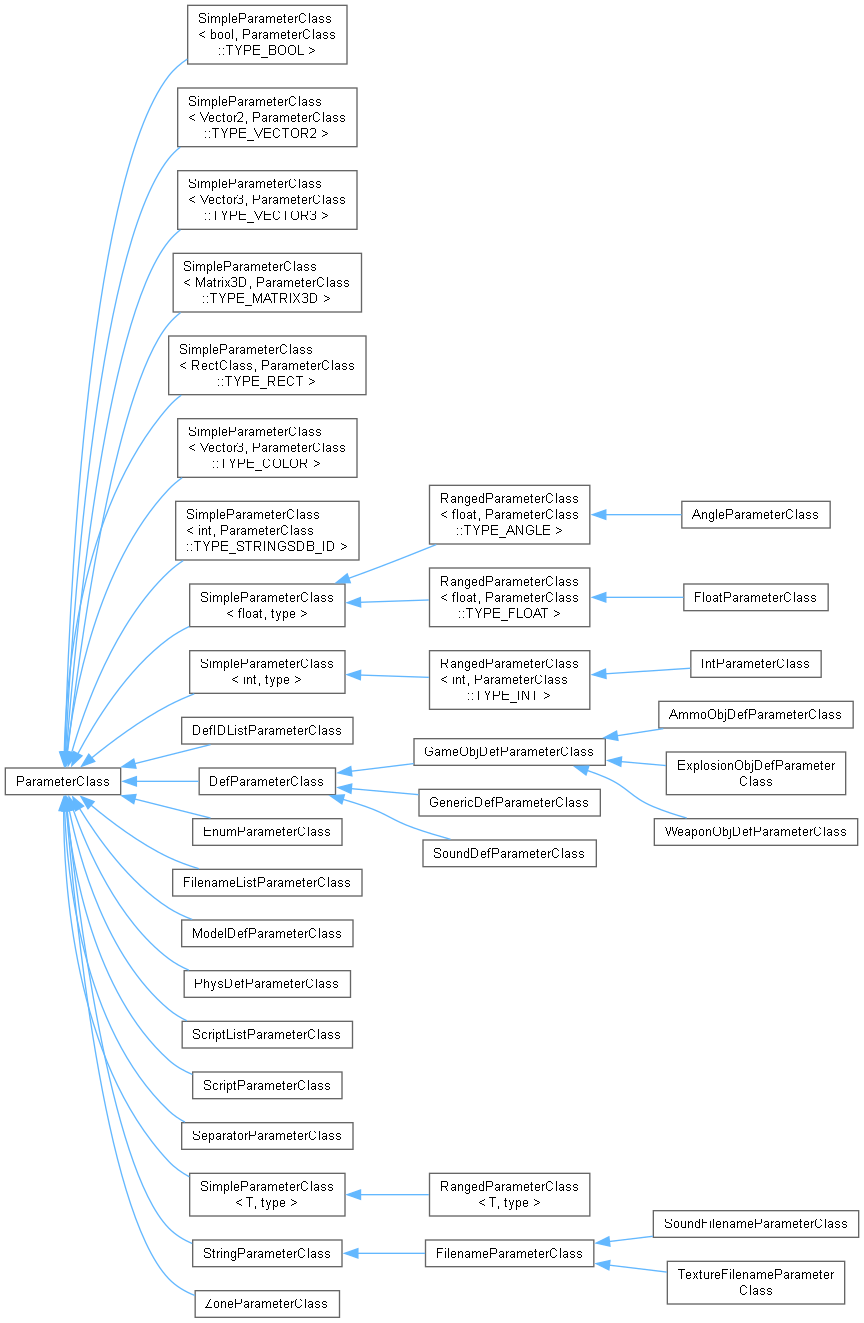 SimpleParameterClass
< bool, ParameterClass
::TYPE_BOOL >
SimpleParameterClass
< Vector2, ParameterClass
::TYPE_VECTOR2 >
SimpleParameterClass
< Vector3, ParameterClass
::TYPE_VECTOR3 >
SimpleParameterClass
< Matrix3D, ParameterClass
::TYPE_MATRIX3D >
SimpleParameterClass
< RectClass, ParameterClass
::TYPE_RECT >
SimpleParameterClass
< Vector3, ParameterClass
::TYPE_COLOR >
SimpleParameterClass
< int, ParameterClass
::TYPE_STRINGSDB_ID >
RangedParameterClass
< float, ParameterClass
::TYPE_ANGLE >
AngleParameterClass
SimpleParameterClass
< float, type >
RangedParameterClass
< float, ParameterClass
::TYPE_FLOAT >
FloatParameterClass
SimpleParameterClass
< int, type >
RangedParameterClass
< int, ParameterClass
::TYPE_INT >
IntParameterClass
DefIDListParameterClass
ParameterClass
DefParameterClass
GameObjDefParameterClass
AmmoObjDefParameterClass
ExplosionObjDefParameter
Class
WeaponObjDefParameterClass
GenericDefParameterClass
SoundDefParameterClass
EnumParameterClass
FilenameListParameterClass
ModelDefParameterClass
PhysDefParameterClass
ScriptListParameterClass
ScriptParameterClass
SeparatorParameterClass
SimpleParameterClass
< T, type >
RangedParameterClass
< T, type >
StringParameterClass
FilenameParameterClass
SoundFilenameParameterClass
TextureFilenameParameter
Class
ZoneParameterClass